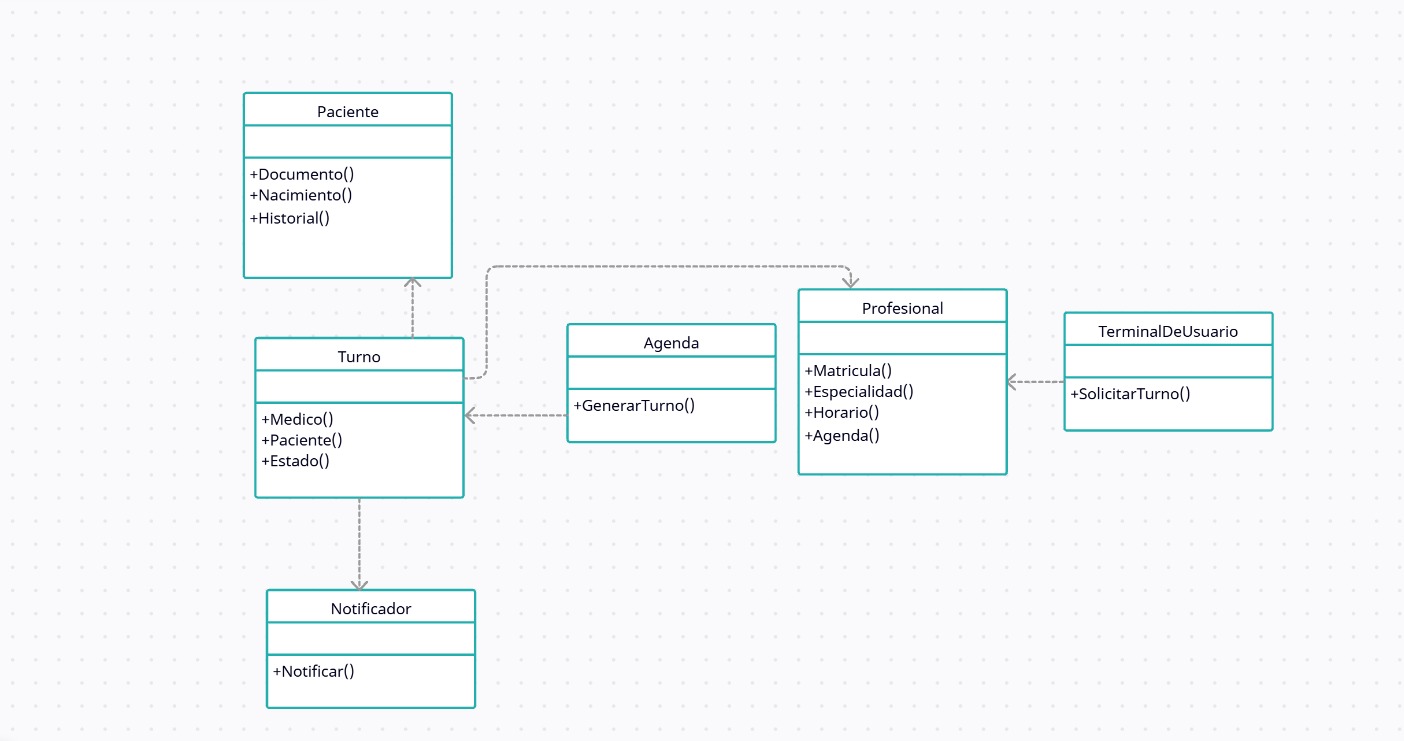 Paciente
+Documento()
+Nacimiento()
+Historial()
Turno
+Medico()
+Paciente()
+Estado()
Agenda
+GenerarTurno()
Profesional
+Matricula()
+Especialidad()
+Horario()
+Agenda()
TerminalDeUsuario
+SolicitarTurno()
Notificador
+Notificar()